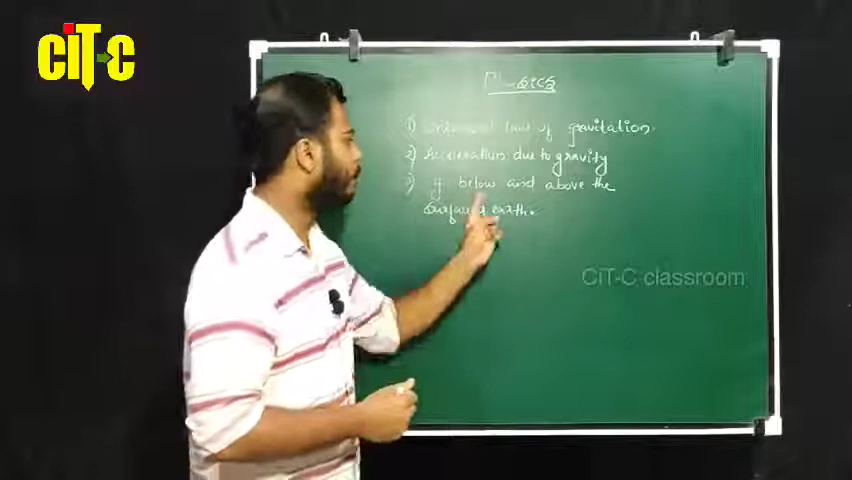 CiT-C
Physics
1) Universal law of gravitation.
2) Acceleration due to gravity
3) g below and above the
surface earth.
CiT-C classroom